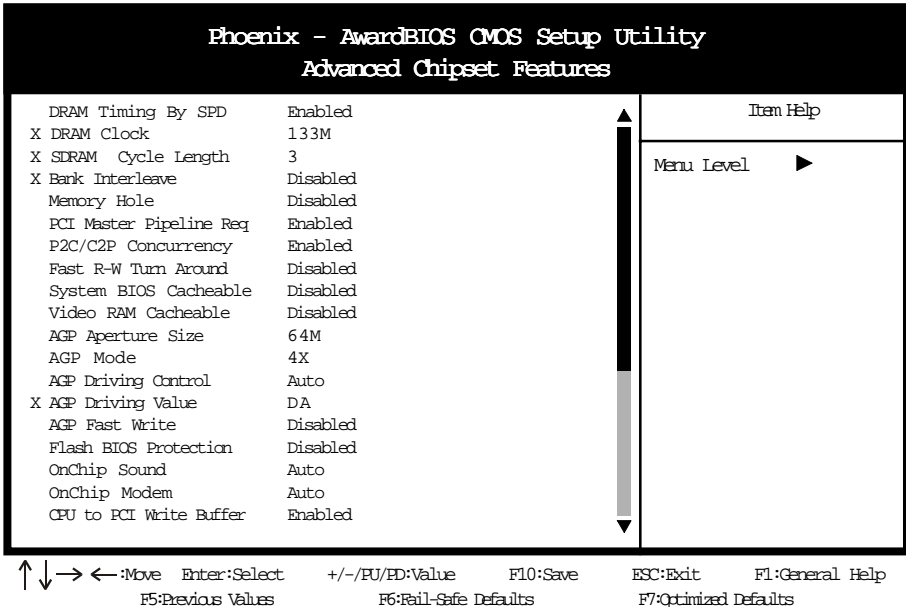 Phoenix - AwardBIOS CMOS Setup Utility
Advanced Chipset Features
DRAM Timing By SPD Enabled
X DRAM Clock 133M
X SDRAM Cycle Length 3
X Bank Interleave Disabled
Memory Hole Disabled
PCI Master Pipeline Req Enabled
P2C/C2P Concurrency Enabled
Fast R-W Turn Around Disabled
System BIOS Cacheable Disabled
Video RAM Cacheable Disabled
AGP Aperture Size 64M
AGP Mode 4X
AGP Driving Control Auto
X AGP Driving Value DA
AGP Fast Write Disabled
Flash BIOS Protection Disabled
OnChip Sound Auto
OnChip Modem Auto
CPU to PCI Write Buffer Enabled
Item Help
Menu Level ▶
↑↓→←:Move Enter:Select +/-/PU/PD:Value F10:Save ESC:Exit F1:General Help
F5:Previous Values F6:Fail-Safe Defaults F7:Optimized Defaults